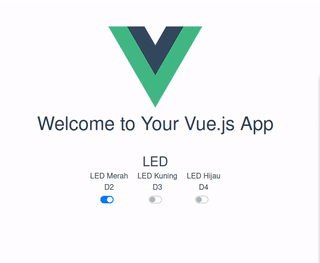 Welcome to Your Vue.js App
LED
LED Merah LED Kuning LED Hijau
D2 D3 D4